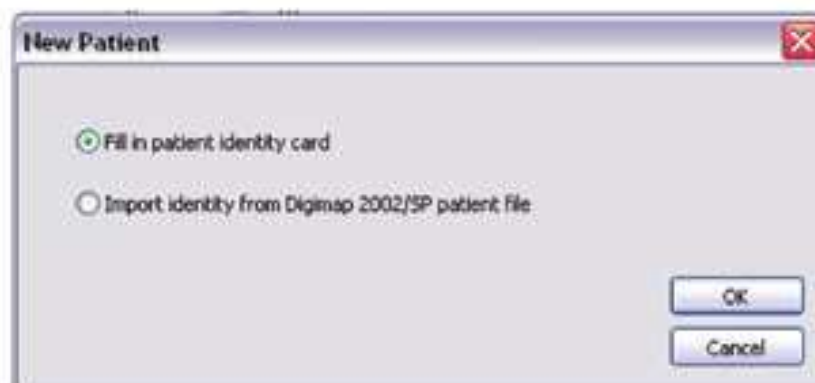 New Patient
Fill in patient identity card
Import identity from Digimap 2002/SP patient file
OK
Cancel